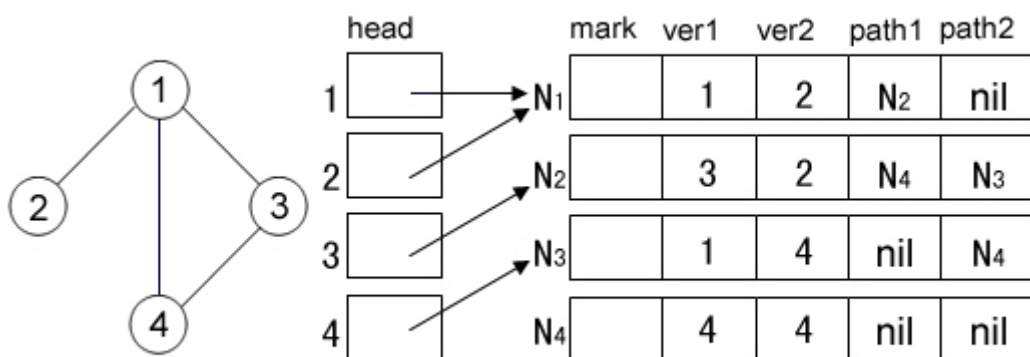 head mark ver1 ver2 path1 path2
1 1 N1 1 2 N2 nil
2 3 2 N2 3 2 N4 N3
4 3 N3 1 4 nil N4
4 N4 4 4 nil nil